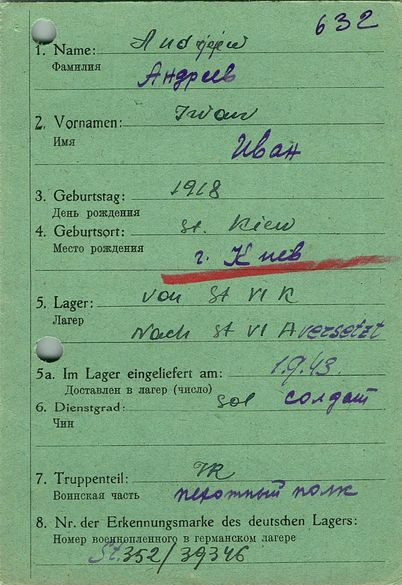 632
1. Name: Andrjejew
Фамилия Андреев
2. Vornamen: Iwan
Имя Иван
3. Geburtstag: 1918
День рождения
4. Geburtsort: St. Kiew
Место рождения г. Киев
5. Lager: von St VI K
Лагерь nach St VI A versetzt
5a. Im Lager eingeliefert am: 1.9.43.
Доставлен в лагерь (число)
6. Dienstgrad: Sol солдат
Чин
7. Truppenteil: IR
Воинская часть пехотный полк
8. Nr. der Erkennungsmarke des deutschen Lagers:
Номер военнопленного в германском лагере
St. 352/39346